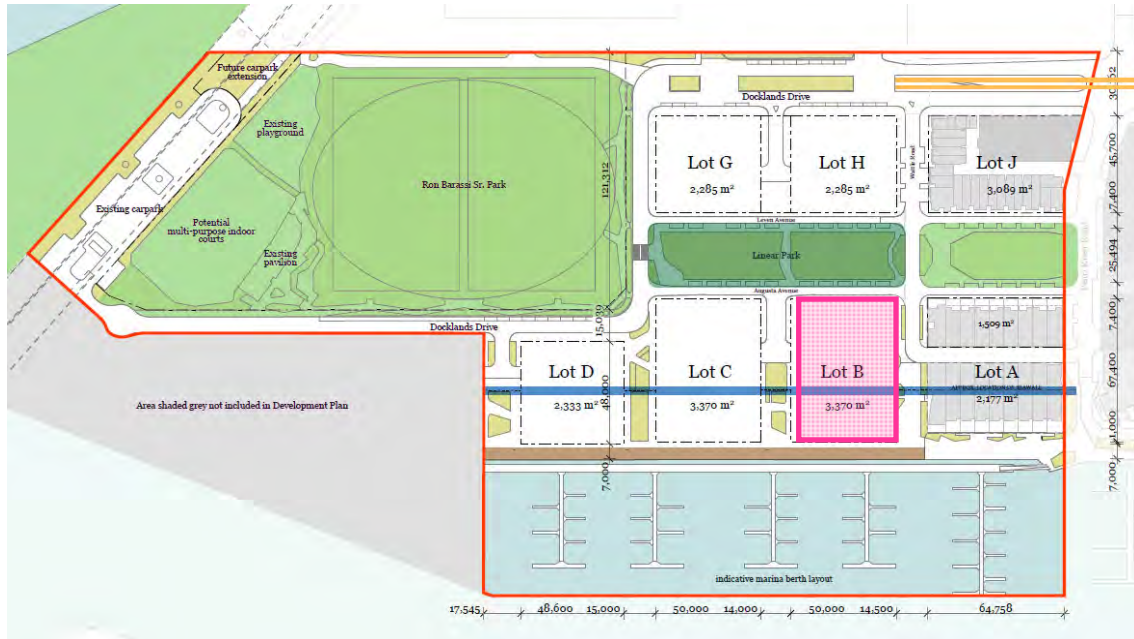 Future carpark
extension
Existing
playground
Existing carpark
Potential
multi-purpose indoor
courts
Existing
pavilion
Ron Barassi Sr. Park
121,312
Docklands Drive
30,262
Lot G
2,285 m²
Lot H
2,285 m²
Lot J
3,089 m²
45,700
7,400
Leven Avenue
Linear Park
25,494
Augusta Avenue
7,400
15,039
Docklands Drive
1,509 m²
67,400
Lot D
2,333 m²
48,000
Lot C
3,370 m²
Lot B
3,370 m²
Lot A
2,177 m²
1,000
7,000
7,000
Area shaded grey not included in Development Plan
indicative marina berth layout
17,545
48,600
15,000
50,000
14,000
50,000
14,500
64,758